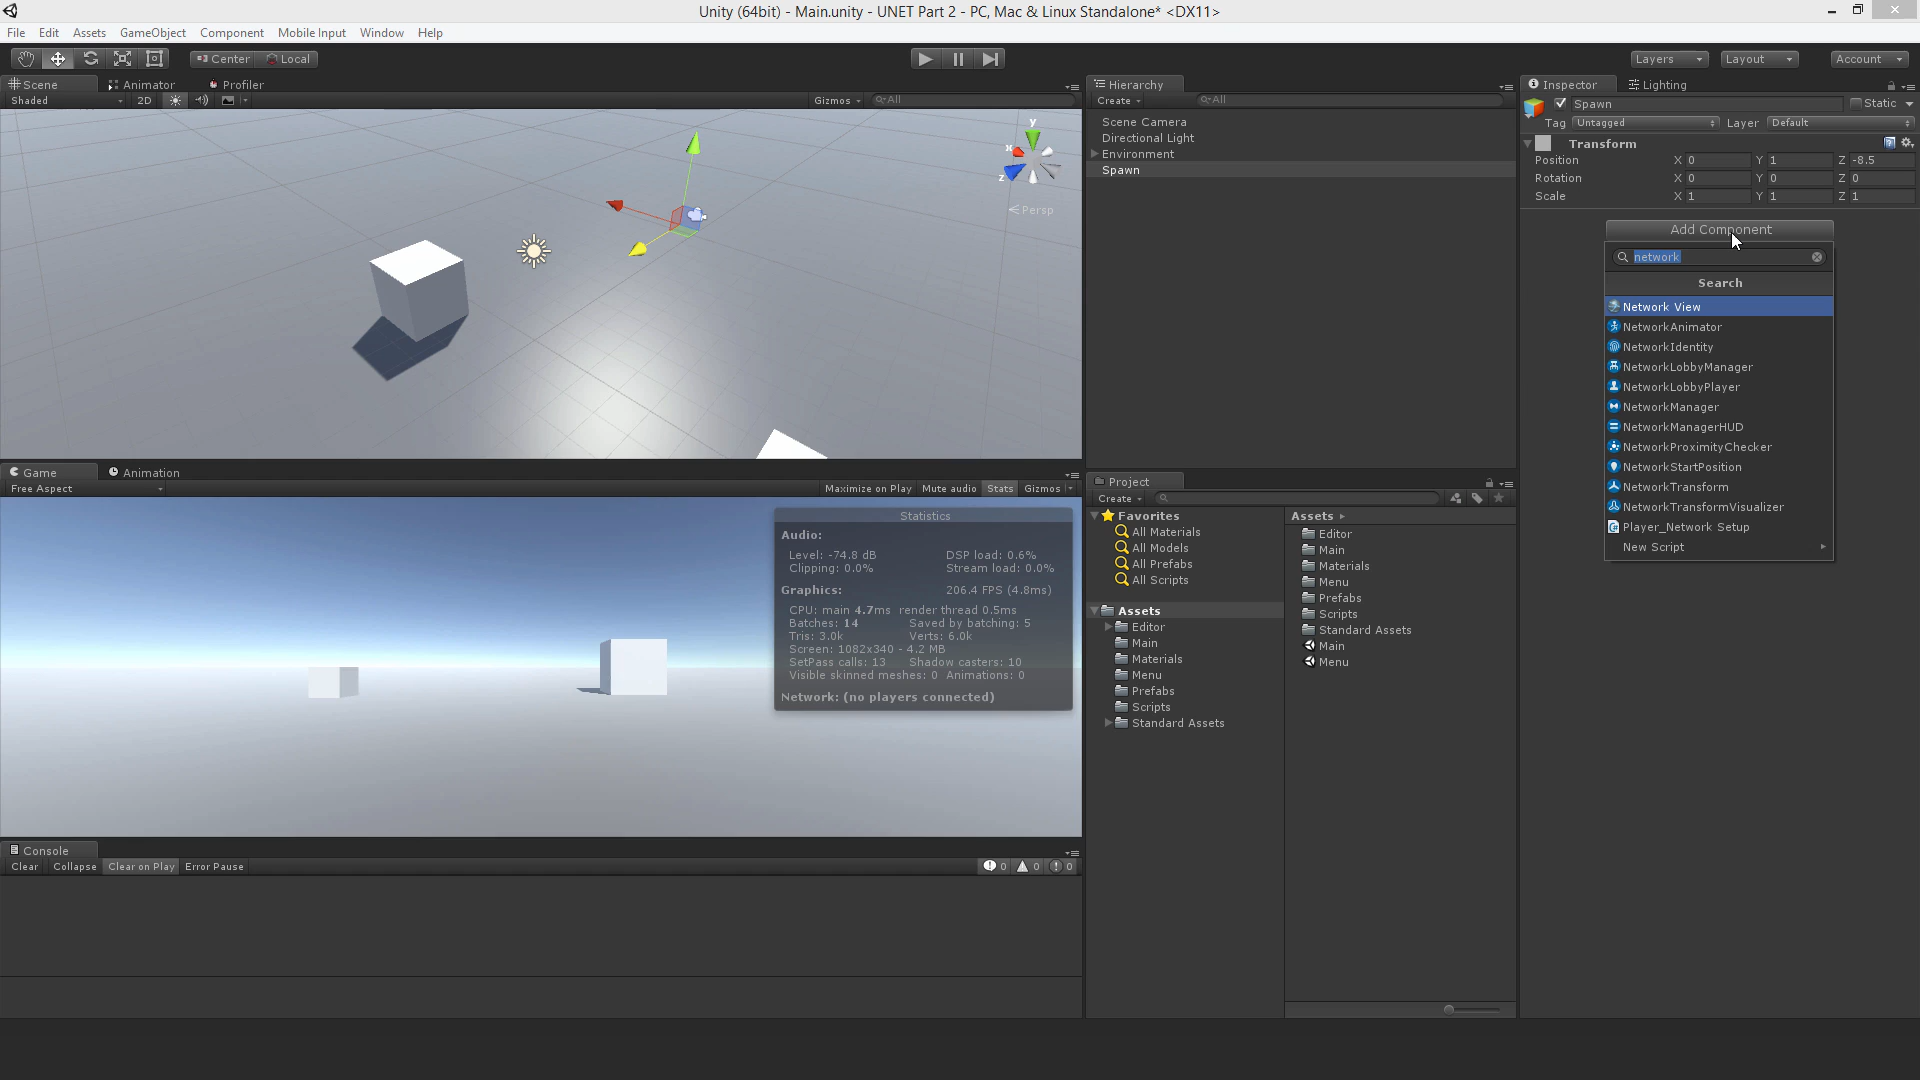 Unity (64bit) - Main.unity - UNET Part 2 - PC, Mac & Linux Standalone* <DX11>
File Edit Assets GameObject Component Mobile Input Window Help
Center Local
Layers Layout Account
Scene Animator Profiler
Shaded 2D Gizmos All
y
x
z
Persp
Game Animation
Free Aspect Maximize on Play Mute audio Stats Gizmos
Statistics
Audio:
Level: -74.8 dB DSP load: 0.6%
Clipping: 0.0% Stream load: 0.0%
Graphics: 206.4 FPS (4.8ms)
CPU: main 4.7ms render thread 0.5ms
Batches: 14 Saved by batching: 5
Tris: 3.0k Verts: 6.0k
Screen: 1082x340 - 4.2 MB
SetPass calls: 13 Shadow casters: 10
Visible skinned meshes: 0 Animations: 0
Network: (no players connected)
Console
Clear Collapse Clear on Play Error Pause 0 0 0
Hierarchy
Create All
Scene Camera
Directional Light
Environment
Spawn
Project
Create
Favorites
All Materials
All Models
All Prefabs
All Scripts
Assets
Editor
Main
Materials
Menu
Prefabs
Scripts
Standard Assets
Assets
Editor
Main
Materials
Menu
Prefabs
Scripts
Standard Assets
Main
Menu
Inspector Lighting
Spawn Static
Tag Untagged Layer Default
Transform
Position X 0 Y 1 Z -8.5
Rotation X 0 Y 0 Z 0
Scale X 1 Y 1 Z 1
Add Component
network
Search
Network View
NetworkAnimator
NetworkIdentity
NetworkLobbyManager
NetworkLobbyPlayer
NetworkManager
NetworkManagerHUD
NetworkProximityChecker
NetworkStartPosition
NetworkTransform
NetworkTransformVisualizer
Player_Network Setup
New Script